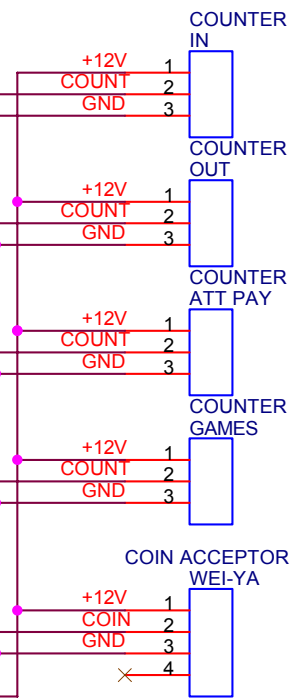 COUNTER
IN
+12V 1
COUNT 2
GND 3
COUNTER
OUT
+12V 1
COUNT 2
GND 3
COUNTER
ATT PAY
+12V 1
COUNT 2
GND 3
COUNTER
GAMES
+12V 1
COUNT 2
GND 3
COIN ACCEPTOR
WEI-YA
+12V 1
COIN 2
GND 3
4